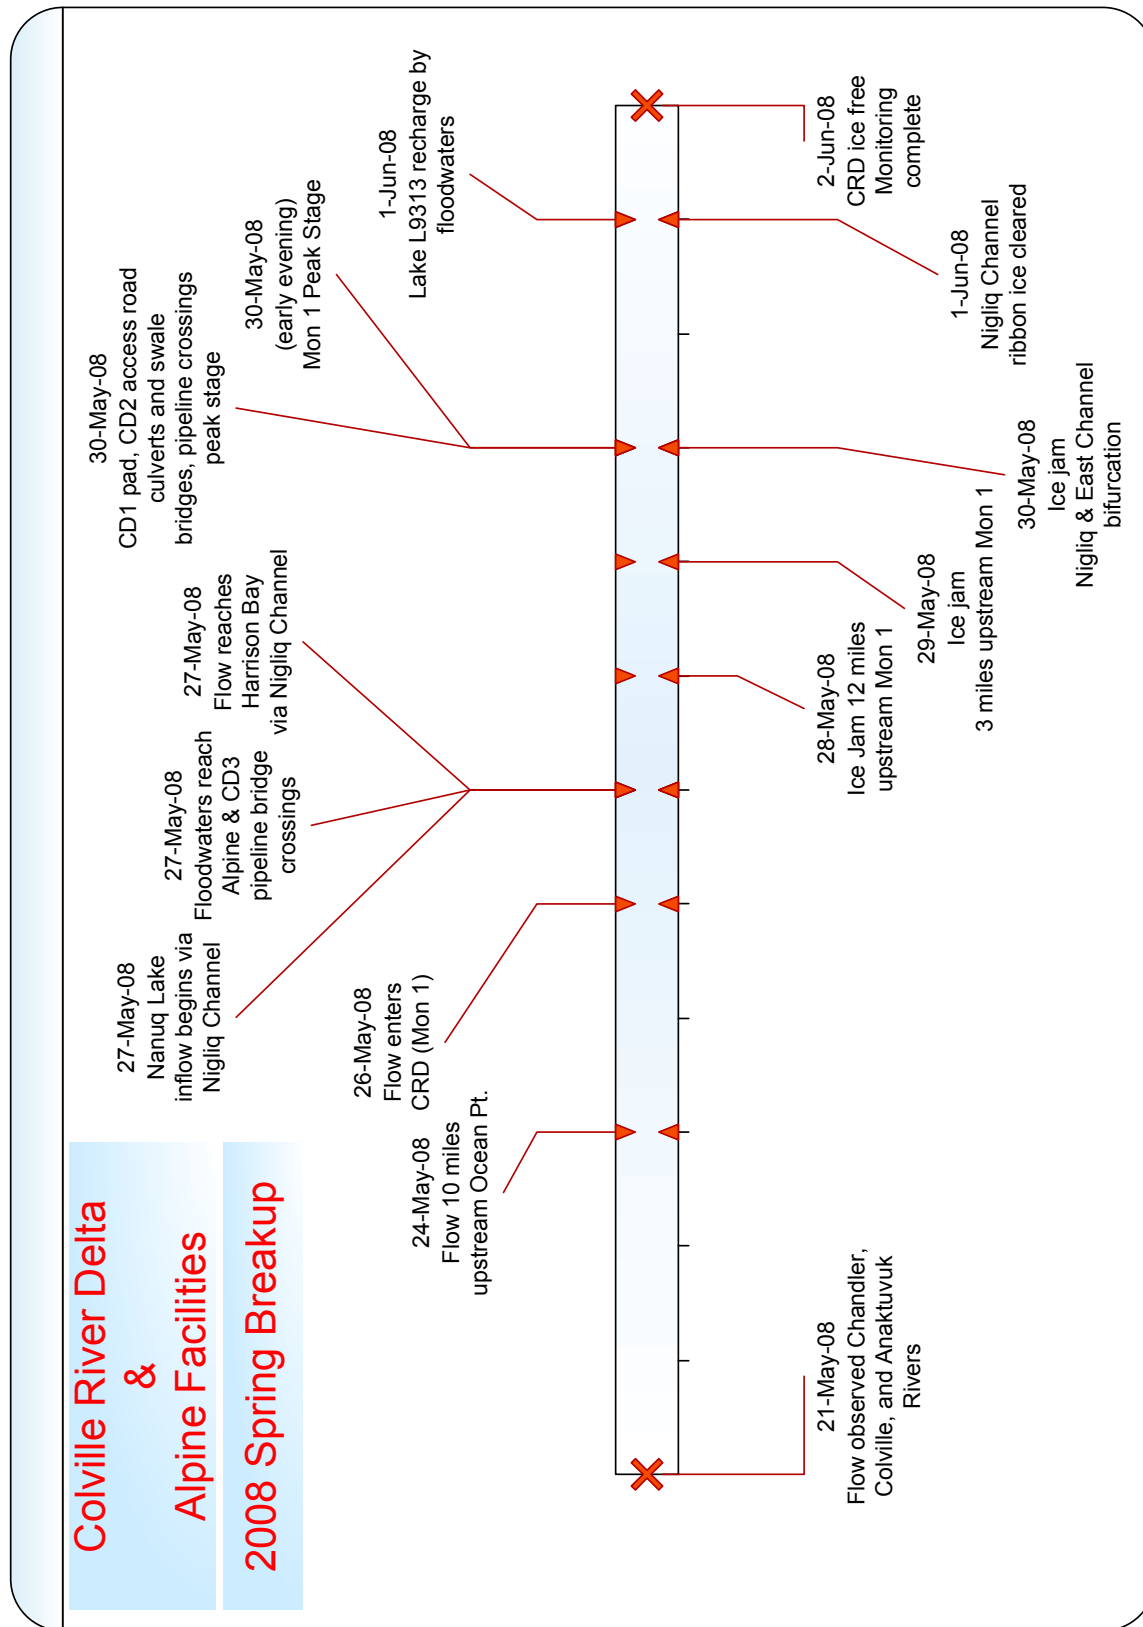 Colville River Delta
&
Alpine Facilities
2008 Spring Breakup
27-May-08
Nanuq Lake
inflow begins via
Nigliq Channel
27-May-08
Floodwaters reach
Alpine & CD3
pipeline bridge
crossings
27-May-08
Flow reaches
Harrison Bay
via Nigliq Channel
30-May-08
CD1 pad, CD2 access road
culverts and swale
bridges, pipeline crossings
peak stage
30-May-08
(early evening)
Mon 1 Peak Stage
24-May-08
Flow 10 miles
upstream Ocean Pt.
26-May-08
Flow enters
CRD (Mon 1)
1-Jun-08
Lake L9313 recharge by
floodwaters
21-May-08
Flow observed Chandler,
Colville, and Anaktuvuk
Rivers
28-May-08
Ice Jam 12 miles
upstream Mon 1
29-May-08
Ice jam
3 miles upstream Mon 1
30-May-08
Ice jam
Nigliq & East Channel
bifurcation
1-Jun-08
Nigliq Channel
ribbon ice cleared
2-Jun-08
CRD ice free
Monitoring
complete